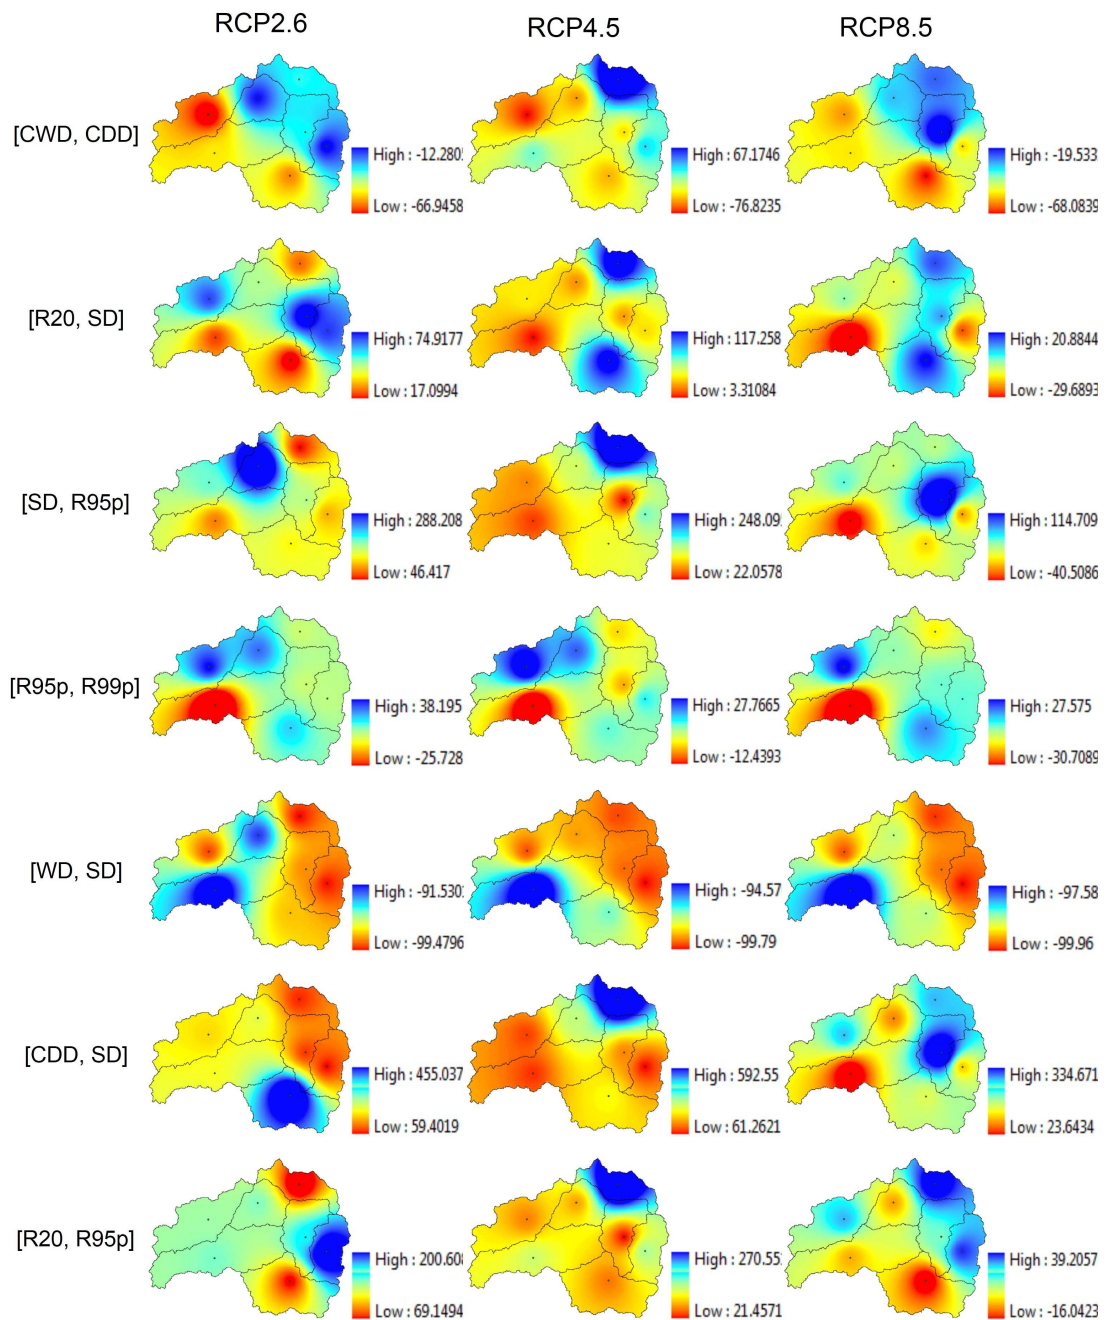 RCP2.6 RCP4.5 RCP8.5
[CWD, CDD]
High : -12.280 High : 67.1746 High : -19.533
Low : -66.9458 Low : -76.8235 Low : -68.0839
[R20, SD]
High : 74.9177 High : 117.258 High : 20.8844
Low : 17.0994 Low : 3.31084 Low : -29.6893
[SD, R95p]
High : 288.208 High : 248.09 High : 114.709
Low : 46.417 Low : 22.0578 Low : -40.5086
[R95p, R99p]
High : 38.195 High : 27.7665 High : 27.575
Low : -25.728 Low : -12.4393 Low : -30.7089
[WD, SD]
High : -91.530 High : -94.57 High : -97.58
Low : -99.4796 Low : -99.79 Low : -99.96
[CDD, SD]
High : 455.037 High : 592.55 High : 334.671
Low : 59.4019 Low : 61.2621 Low : 23.6434
[R20, R95p]
High : 200.60 High : 270.55 High : 39.2057
Low : 69.1494 Low : 21.4571 Low : -16.0423